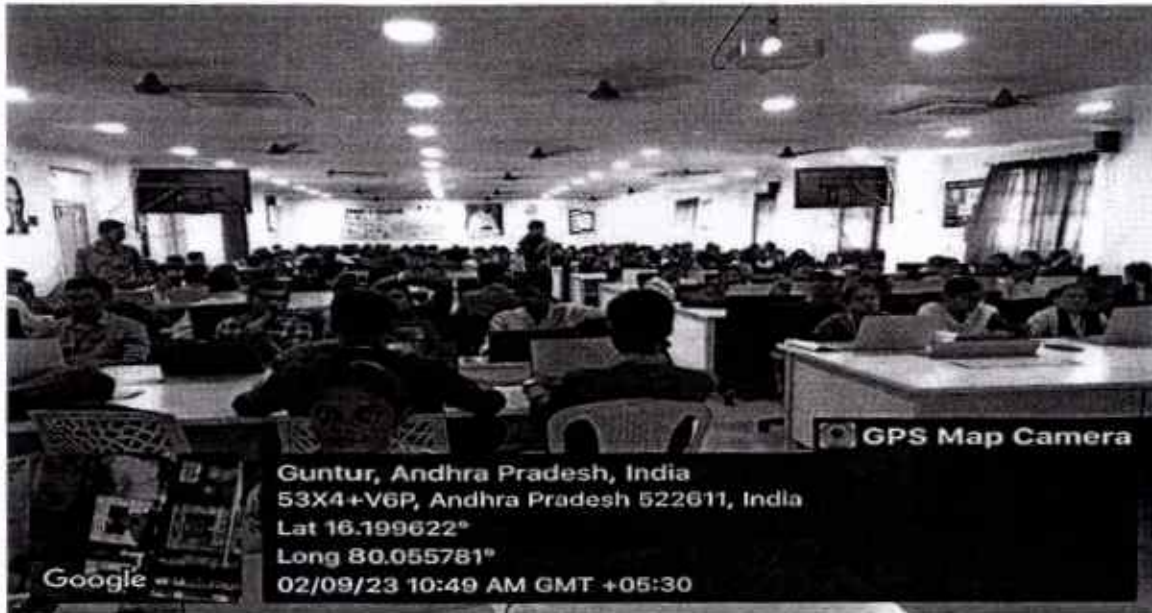 GPS Map Camera
Guntur, Andhra Pradesh, India
53X4+V6P, Andhra Pradesh 522611, India
Lat 16.199622°
Long 80.055781°
02/09/23 10:49 AM GMT +05:30
Google